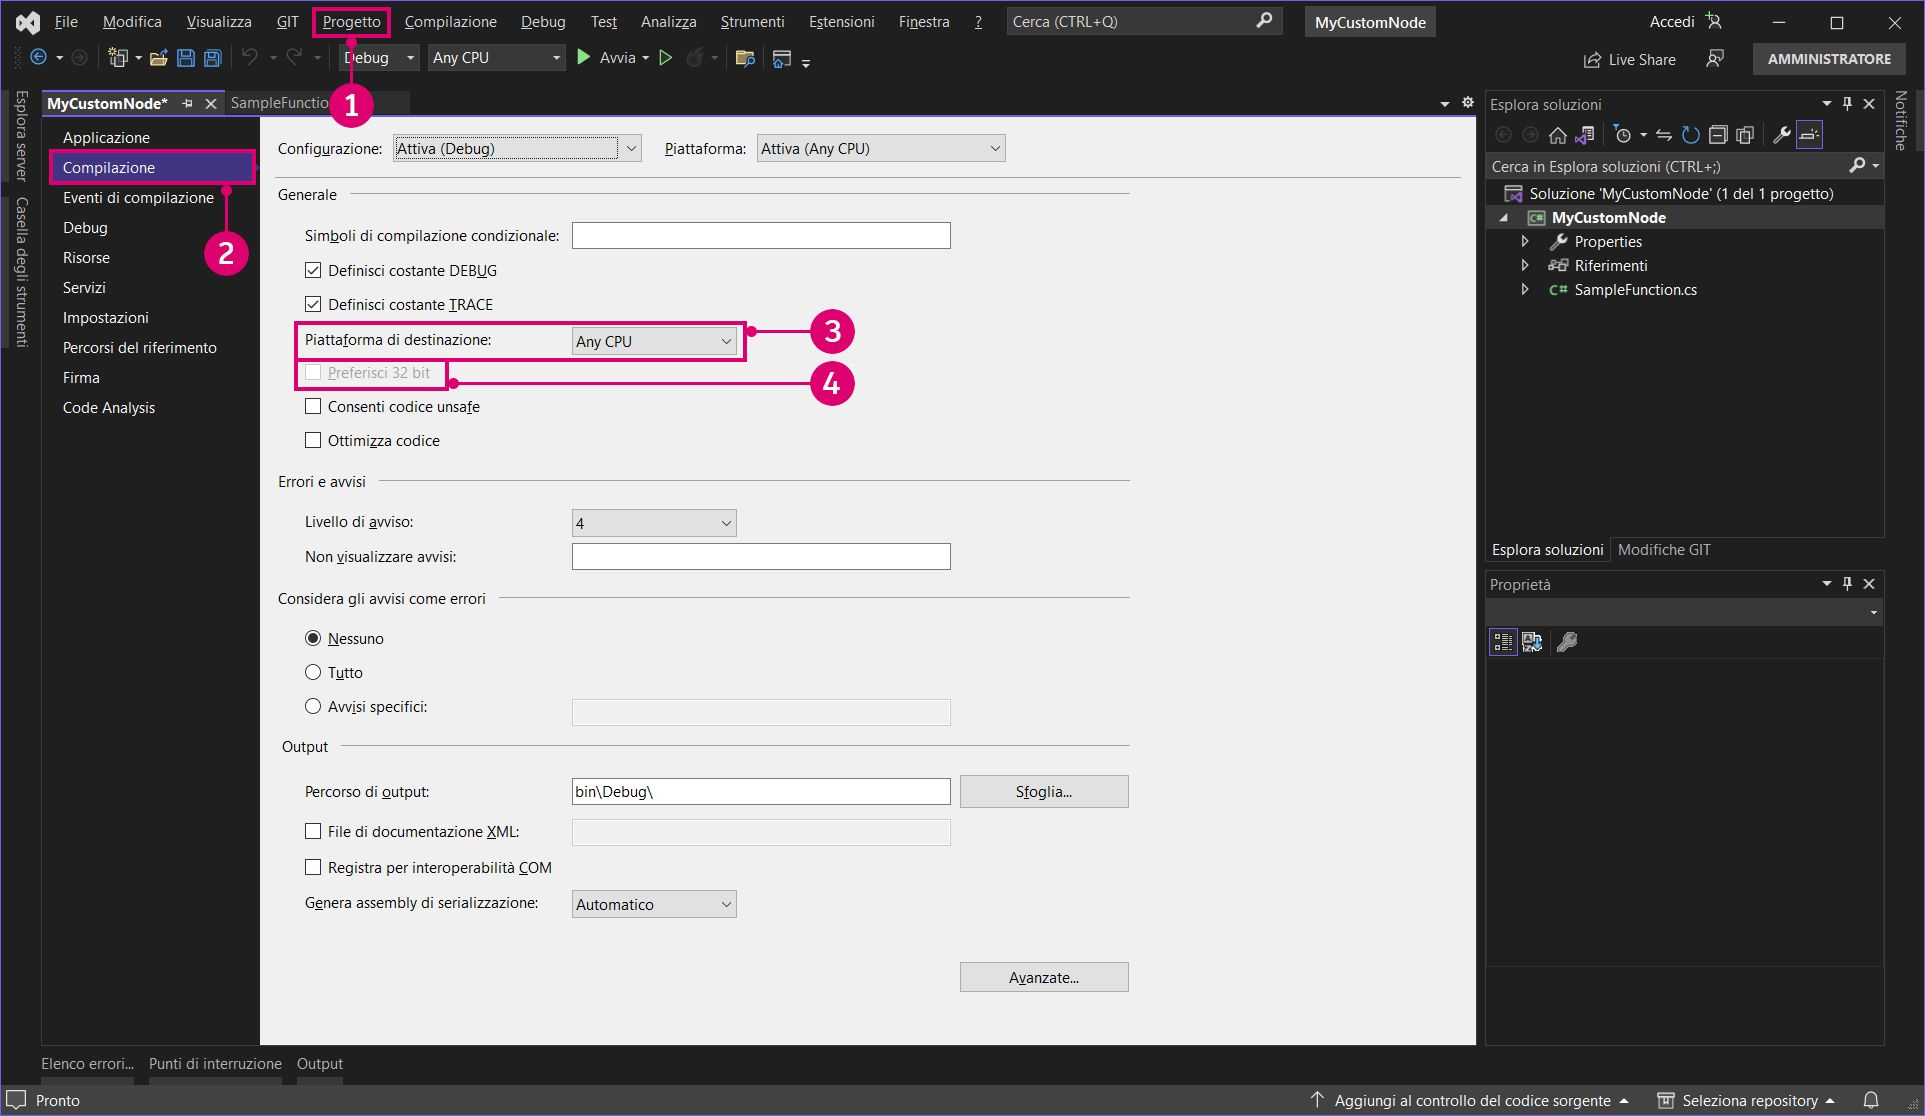 File Modifica Visualizza GIT Progetto Compilazione Debug Test Analizza Strumenti Estensioni Finestra ? Cerca (CTRL+Q) MyCustomNode Accedi
Debug Any CPU Avvia Live Share AMMINISTRATORE
1
Esplora server
Casella degli strumenti
MyCustomNode* SampleFunctio
Applicazione
Compilazione
Eventi di compilazione
Debug
Risorse
Servizi
Impostazioni
Percorsi del riferimento
Firma
Code Analysis
2
Configurazione: Attiva (Debug) Piattaforma: Attiva (Any CPU)
Generale
Simboli di compilazione condizionale:
Definisci costante DEBUG
Definisci costante TRACE
Piattaforma di destinazione: Any CPU
3
Preferisci 32 bit
4
Consenti codice unsafe
Ottimizza codice
Errori e avvisi
Livello di avviso: 4
Non visualizzare avvisi:
Considera gli avvisi come errori
Nessuno
Tutto
Avvisi specifici:
Output
Percorso di output: bin\Debug\ Sfoglia...
File di documentazione XML:
Registra per interoperabilità COM
Genera assembly di serializzazione: Automatico
Avanzate...
Esplora soluzioni
Cerca in Esplora soluzioni (CTRL+;)
Soluzione 'MyCustomNode' (1 del 1 progetto)
C# MyCustomNode
Properties
Riferimenti
C# SampleFunction.cs
Esplora soluzioni Modifiche GIT
Proprietà
Notifiche
Elenco errori... Punti di interruzione Output
Pronto Aggiungi al controllo del codice sorgente Seleziona repository